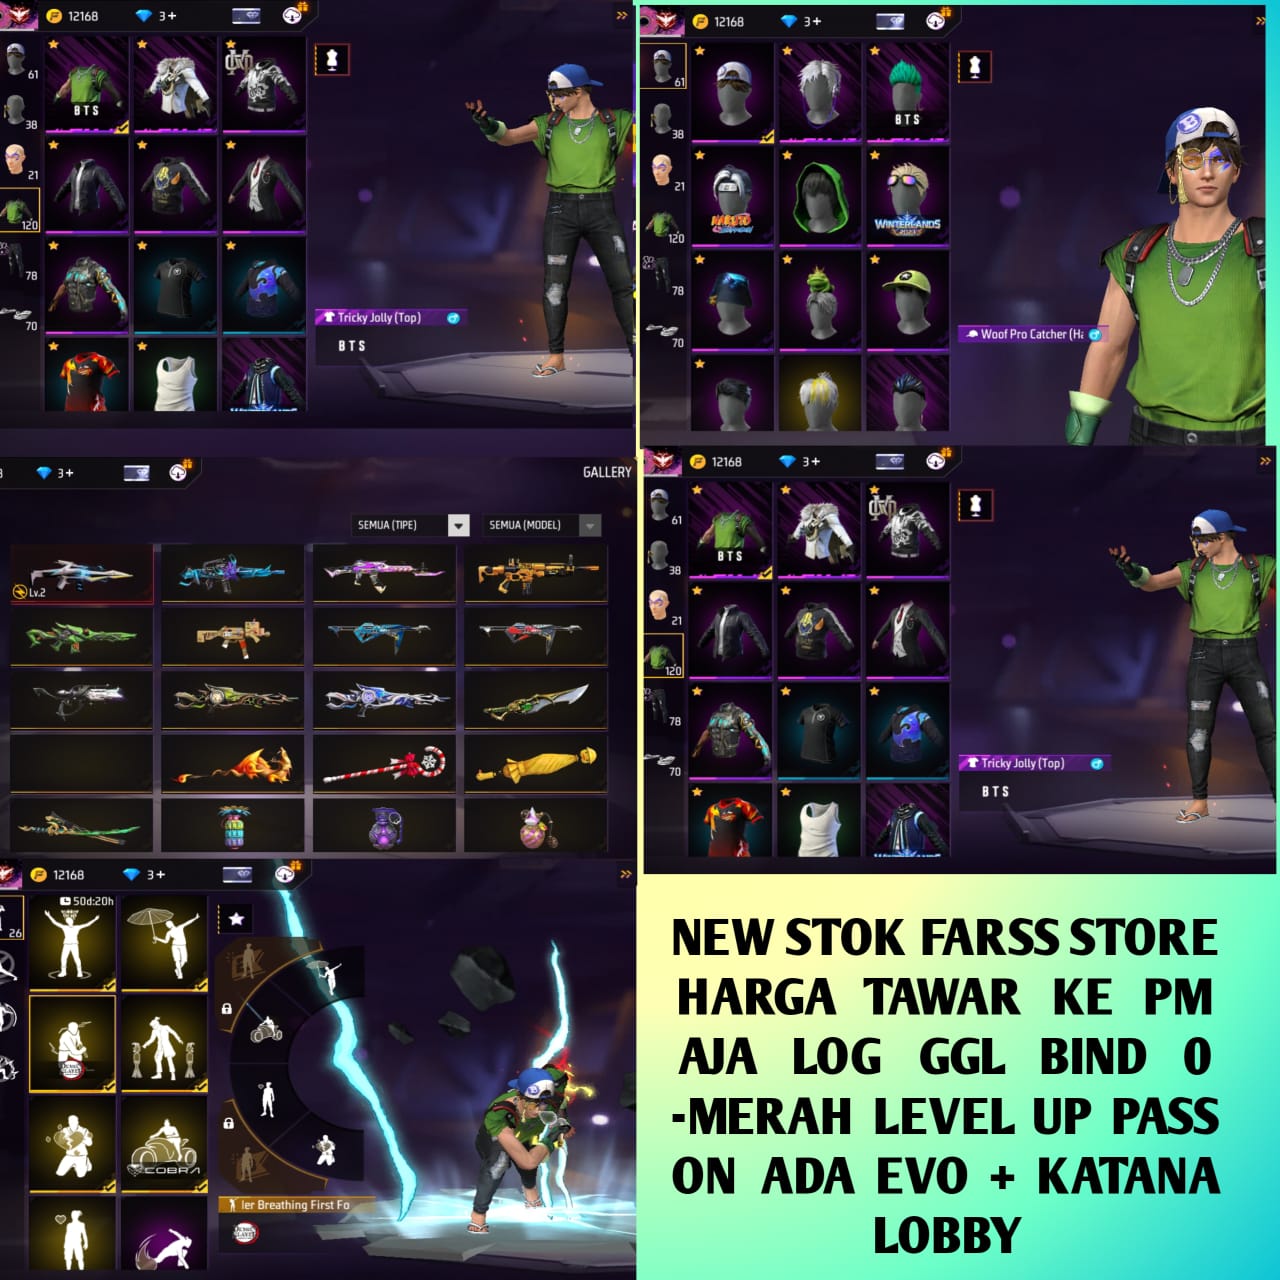 12168
3+
61
38
21
120
78
70
BTS
Tricky Jolly (Top)
BTS
12168
3+
61
38
21
120
78
70
BTS
NARUTO
WINTERLANDS
Woof Pro Catcher (Ha
3+
GALLERY
SEMUA (TIPE)
SEMUA (MODEL)
Lv.2
12168
3+
61
38
21
120
78
70
BTS
Tricky Jolly (Top)
BTS
12168
3+
26
50d:20h
COBRA
ler Breathing First Fo
NEW STOK FARSS STORE
HARGA TAWAR KE PM
AJA LOG GGL BIND 0
-MERAH LEVEL UP PASS
ON ADA EVO + KATANA
LOBBY